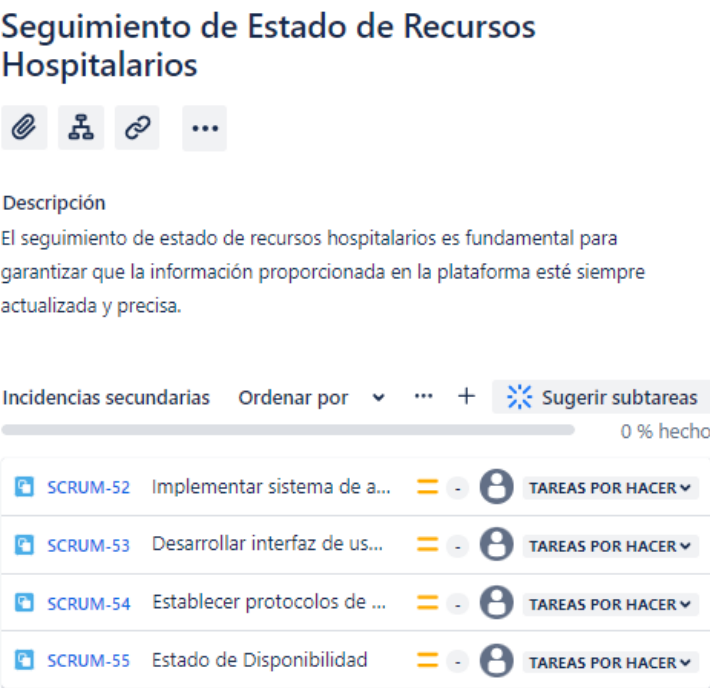 Seguimiento de Estado de Recursos
Hospitalarios
Descripción
El seguimiento de estado de recursos hospitalarios es fundamental para
garantizar que la información proporcionada en la plataforma esté siempre
actualizada y precisa.
Incidencias secundarias Ordenar por ... + Sugerir subtareas
0 % hecho
SCRUM-52 Implementar sistema de a... - TAREAS POR HACER
SCRUM-53 Desarrollar interfaz de us... - TAREAS POR HACER
SCRUM-54 Establecer protocolos de ... - TAREAS POR HACER
SCRUM-55 Estado de Disponibilidad - TAREAS POR HACER